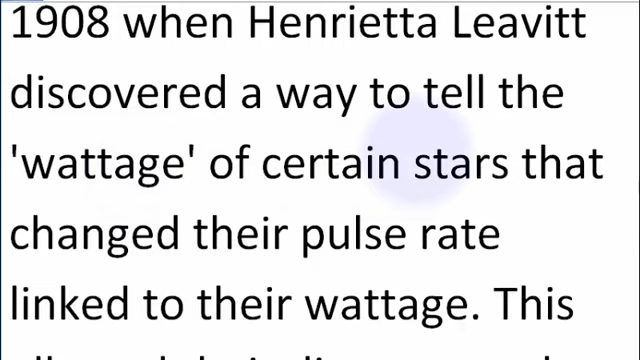 1908 when Henrietta Leavitt
discovered a way to tell the
'wattage' of certain stars that
changed their pulse rate
linked to their wattage. This